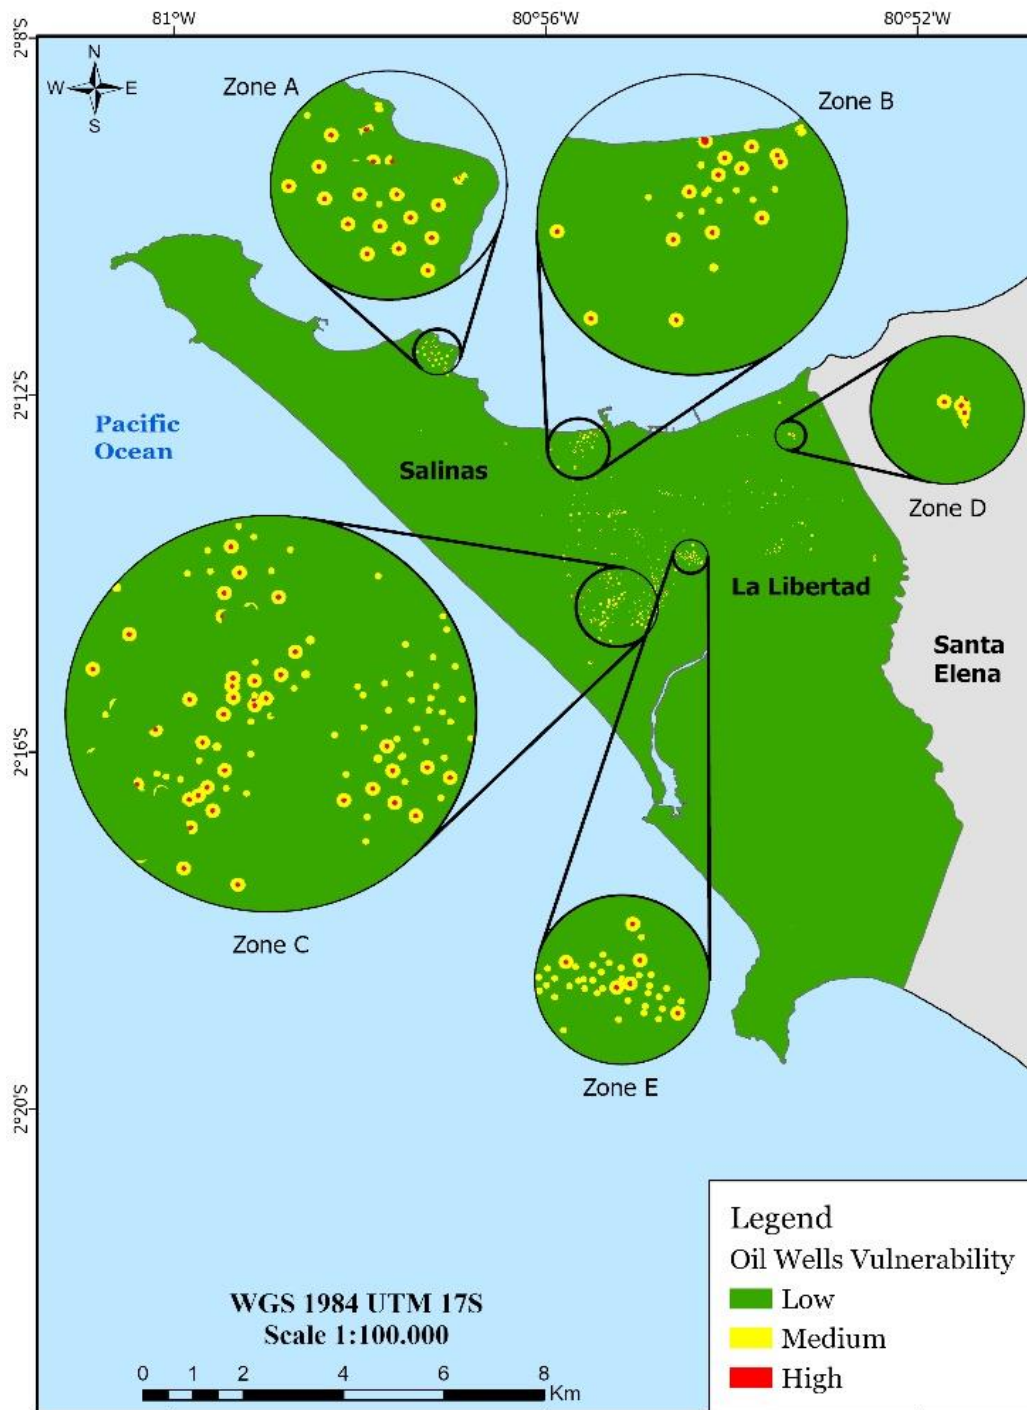 81°W
80°56'W
80°52'W
2°8'S
N
W
E
S
Zone A
Zone B
2°12'S
Pacific
Ocean
Salinas
Zone D
La Libertad
Santa
Elena
2°16'S
Zone C
Zone E
2°20'S
Legend
Oil Wells Vulnerability
Low
Medium
High
WGS 1984 UTM 17S
Scale 1:100.000
0 1 2 4 6 8
Km